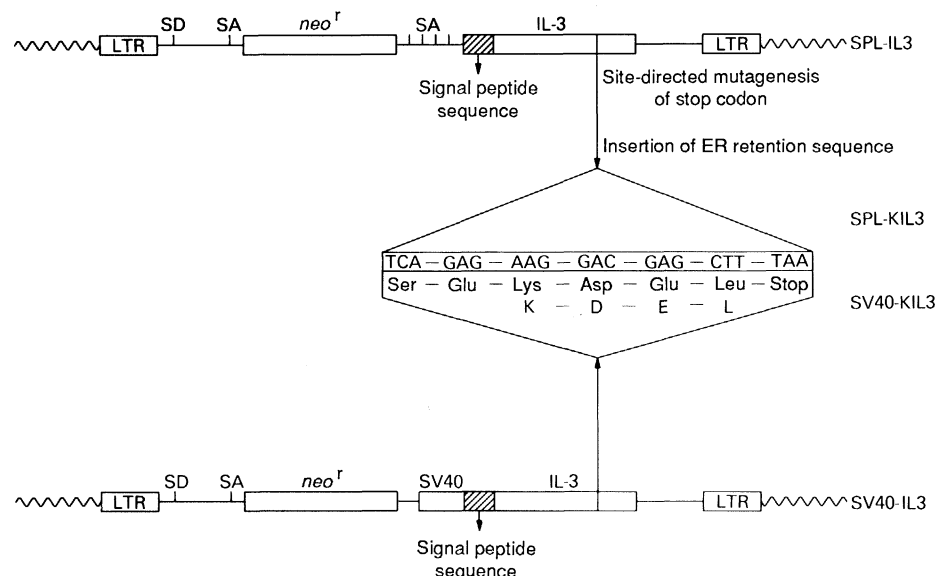 SD SA neo r SA IL-3
LTR LTR SPL-IL3
Signal peptide
sequence
Site-directed mutagenesis
of stop codon
Insertion of ER retention sequence
SPL-KIL3
TCA – GAG – AAG – GAC – GAG – CTT – TAA
Ser – Glu – Lys – Asp – Glu – Leu – Stop
K – D – E – L
SV40-KIL3
SD SA neo r SV40 IL-3
LTR LTR SV40-IL3
Signal peptide
sequence